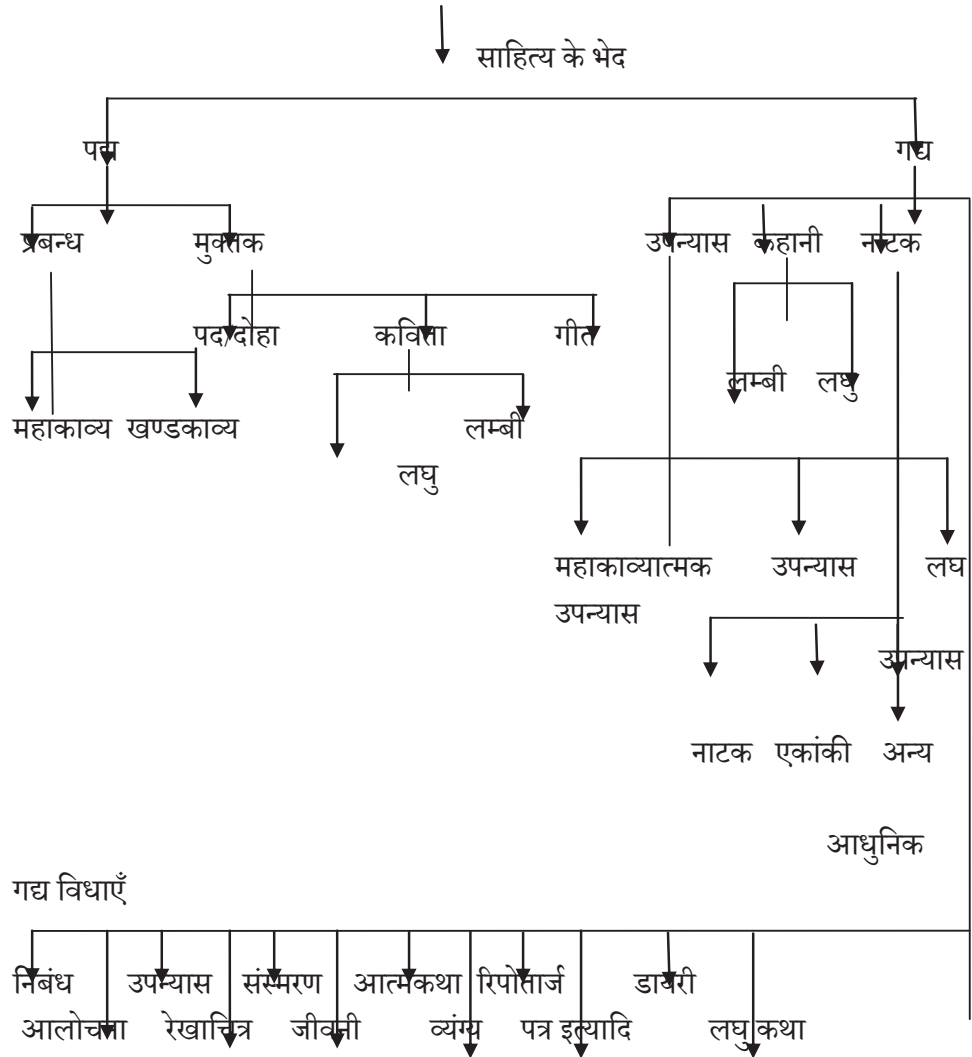 साहित्य के भेद
पद्य गद्य
प्रबन्ध मुक्तक उपन्यास कहानी नाटक
पद/दोहा कविता गीत
लम्बी लघु
महाकाव्य खण्डकाव्य लम्बी
लघु
महाकाव्यात्मक उपन्यास लघ
उपन्यास
उपन्यास
नाटक एकांकी अन्य
आधुनिक
गद्य विधाएँ
निबंध उपन्यास संस्मरण आत्मकथा रिपोतार्ज डायरी
आलोचना रेखाचित्र जीवनी व्यंग्य पत्र इत्यादि लघु कथा